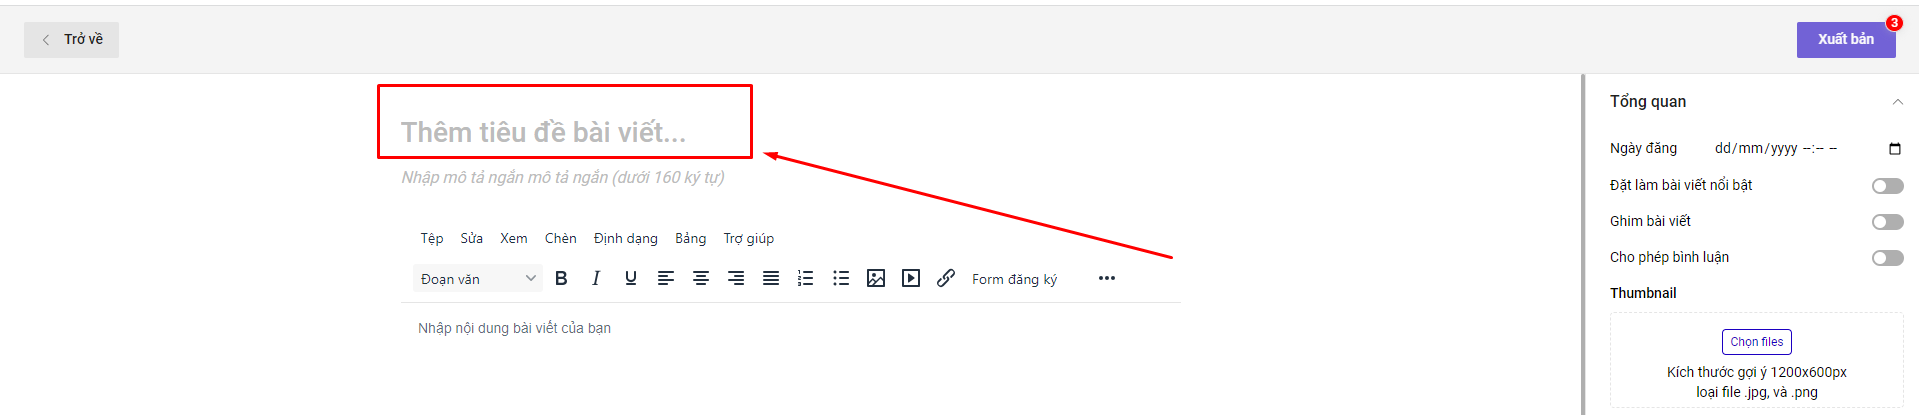 Trở về
Xuất bản
3
Thêm tiêu đề bài viết...
Nhập mô tả ngắn mô tả ngắn (dưới 160 ký tự)
Tệp Sửa Xem Chèn Định dạng Bảng Trợ giúp
Đoạn văn B I U Form đăng ký
Nhập nội dung bài viết của bạn
Tổng quan
Ngày đăng dd/mm/yyyy --:-- --
Đặt làm bài viết nổi bật
Ghim bài viết
Cho phép bình luận
Thumbnail
Chọn files
Kích thước gợi ý 1200x600px
loại file .jpg, và .png